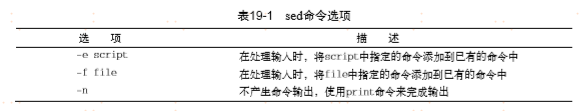 表19-1 sed命令选项
选 项 描 述
-e script 在处理输入时，将script中指定的命令添加到已有的命令中
-f file 在处理输入时，将file中指定的命令添加到已有的命令中
-n 不产生命令输出，使用print命令来完成输出